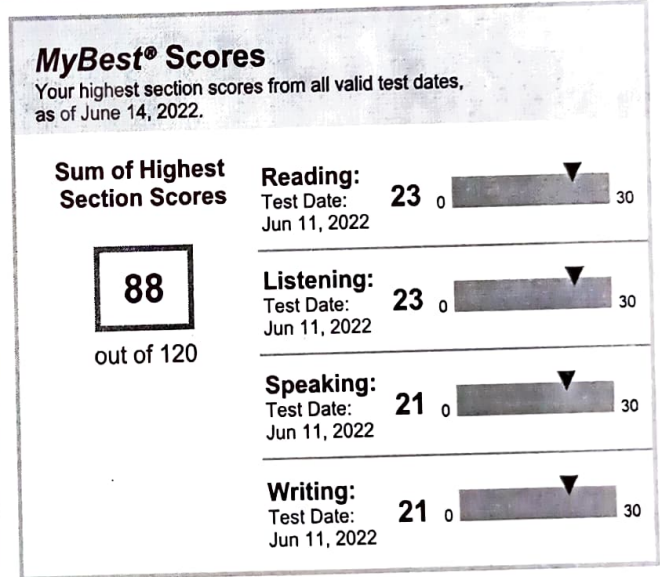 MyBest® Scores
Your highest section scores from all valid test dates,
as of June 14, 2022.
Sum of Highest
Section Scores
88
out of 120
Reading:
Test Date:
Jun 11, 2022
23
0
30
Listening:
Test Date:
Jun 11, 2022
23
0
30
Speaking:
Test Date:
Jun 11, 2022
21
0
30
Writing:
Test Date:
Jun 11, 2022
21
0
30